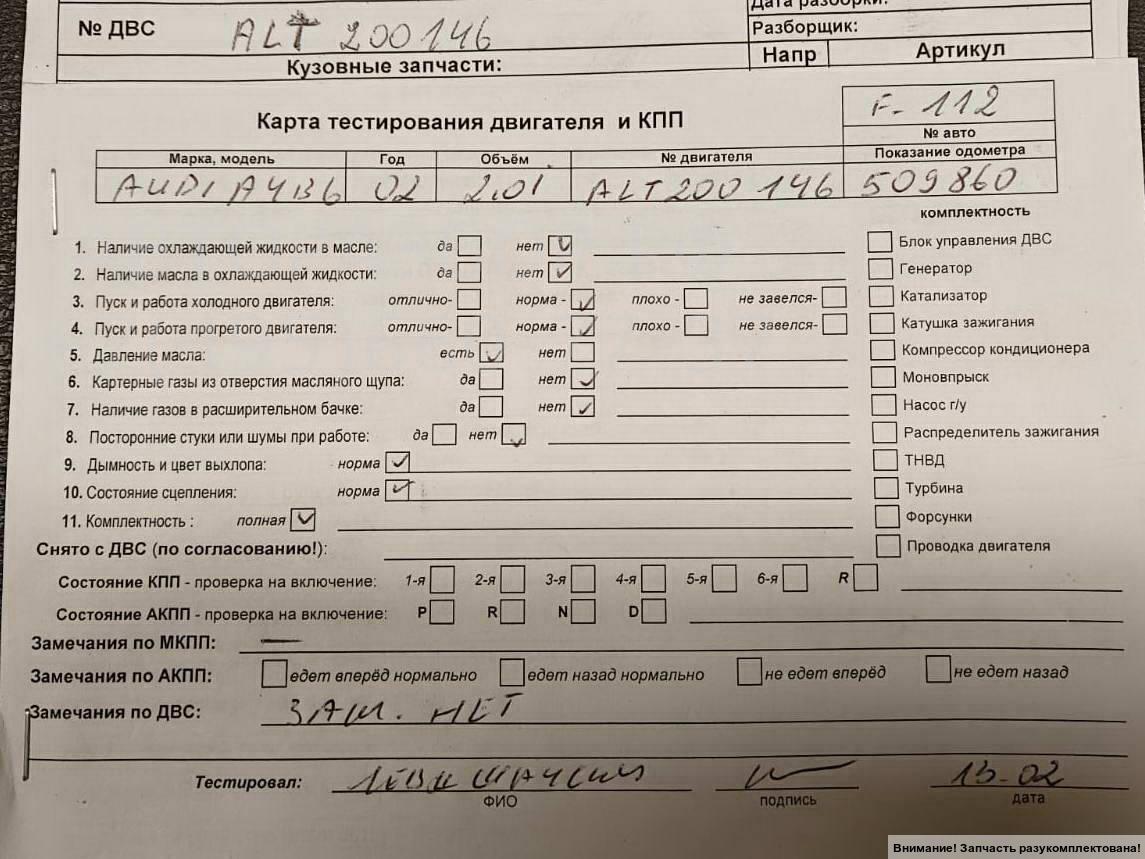 Дата разборки:
№ ДВС ALT 200146
Разборщик:
Кузовные запчасти: Напр Артикул
F-112
Карта тестирования двигателя и КПП
№ авто
Марка, модель Год Объём № двигателя Показание одометра
AUDI A4B6 02 2.0i ALT200 146 509860
комплектность
1. Наличие охлаждающей жидкости в масле: да нет Блок управления ДВС
2. Наличие масла в охлаждающей жидкости: да нет Генератор
3. Пуск и работа холодного двигателя: отлично- норма - плохо - не завелся- Катализатор
4. Пуск и работа прогретого двигателя: отлично- норма - плохо - не завелся- Катушка зажигания
5. Давление масла: есть нет Компрессор кондиционера
6. Картерные газы из отверстия масляного щупа: да нет Моновпрыск
7. Наличие газов в расширительном бачке: да нет Насос г/у
8. Посторонние стуки или шумы при работе: да нет Распределитель зажигания
9. Дымность и цвет выхлопа: норма ТНВД
10. Состояние сцепления: норма Турбина
11. Комплектность : полная Форсунки
Снято с ДВС (по согласованию!): Проводка двигателя
Состояние КПП - проверка на включение: 1-я 2-я 3-я 4-я 5-я 6-я R
Состояние АКПП - проверка на включение: P R N D
Замечания по МКПП: —
Замечания по АКПП: едет вперёд нормально едет назад нормально не едет вперёд не едет назад
Замечания по ДВС: ЗАМ. НЕТ
Тестировал: 13-02
ФИО подпись дата
Внимание! Запчасть разукомплектована!